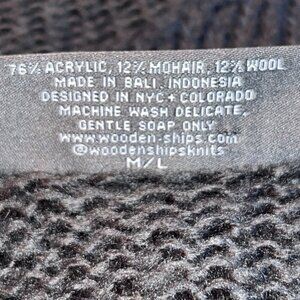 76% ACRYLIC, 12% MOHAIR, 12% WOOL
MADE IN BALI, INDONESIA
DESIGNED IN NYC + COLORADO
MACHINE WASH DELICATE,
GENTLE SOAP ONLY
www.wooden-ships.com
@woodenshipsknits
M/L